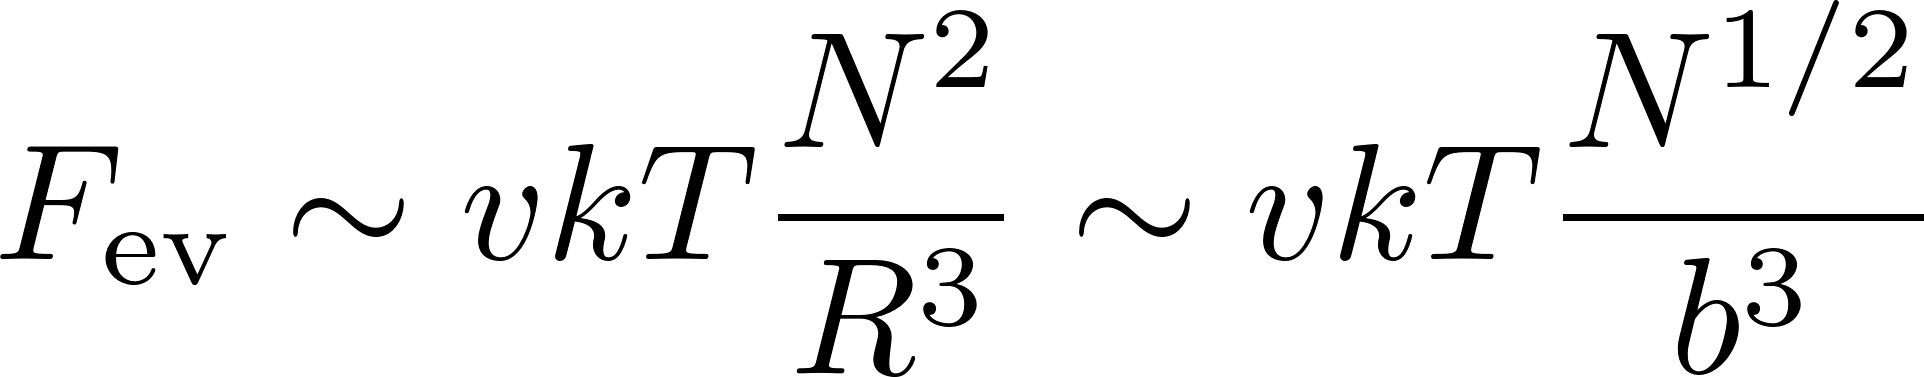 F_ev ∼ vkT N^2/R^3 ∼ vkT N^{1/2}/b^3